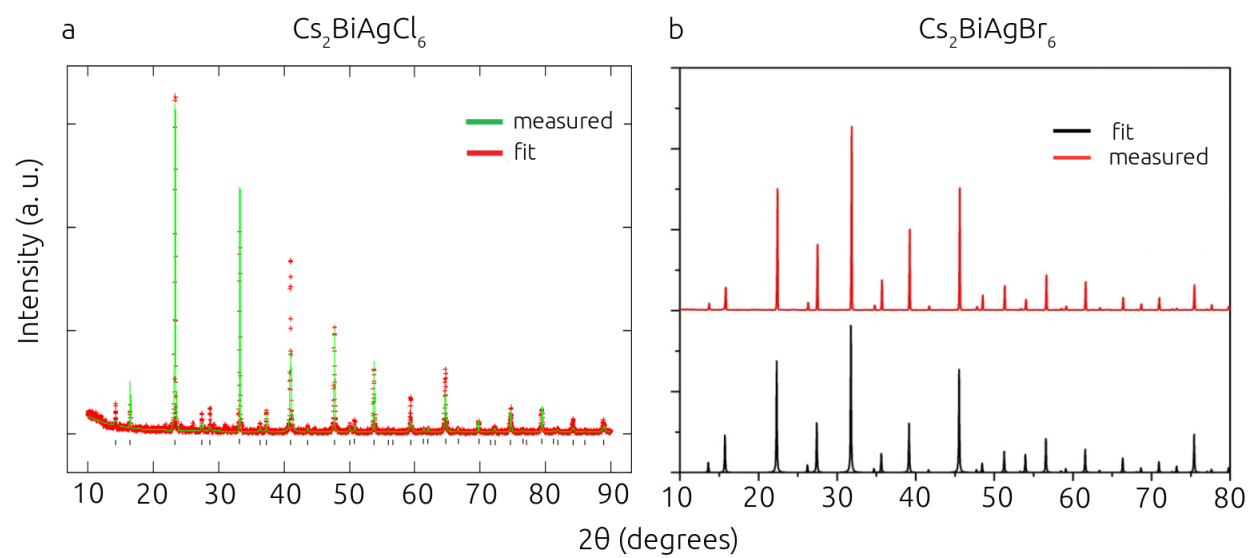 a
Cs₂BiAgCl₆
b
Cs₂BiAgBr₆
measured
fit
fit
measured
Intensity (a. u.)
10 20 30 40 50 60 70 80 90
10 20 30 40 50 60 70 80
2θ (degrees)